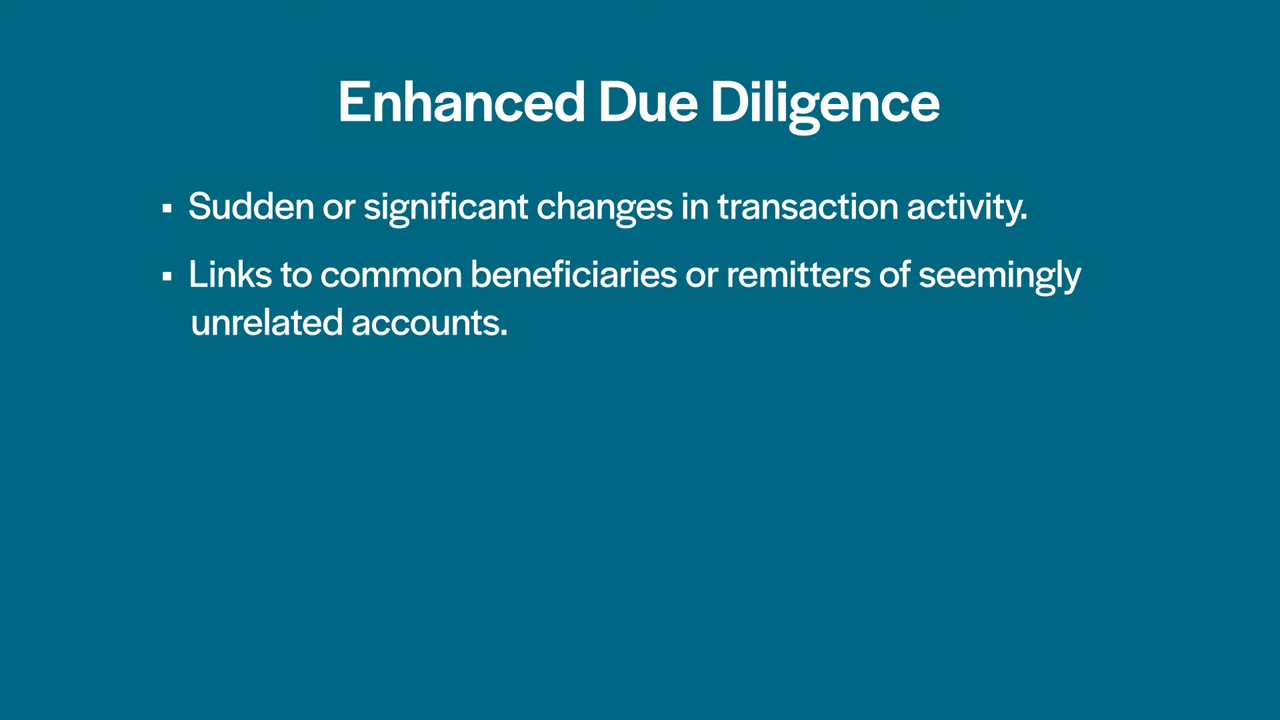 Enhanced Due Diligence
▪ Sudden or significant changes in transaction activity.
▪ Links to common beneficiaries or remitters of seemingly
unrelated accounts.